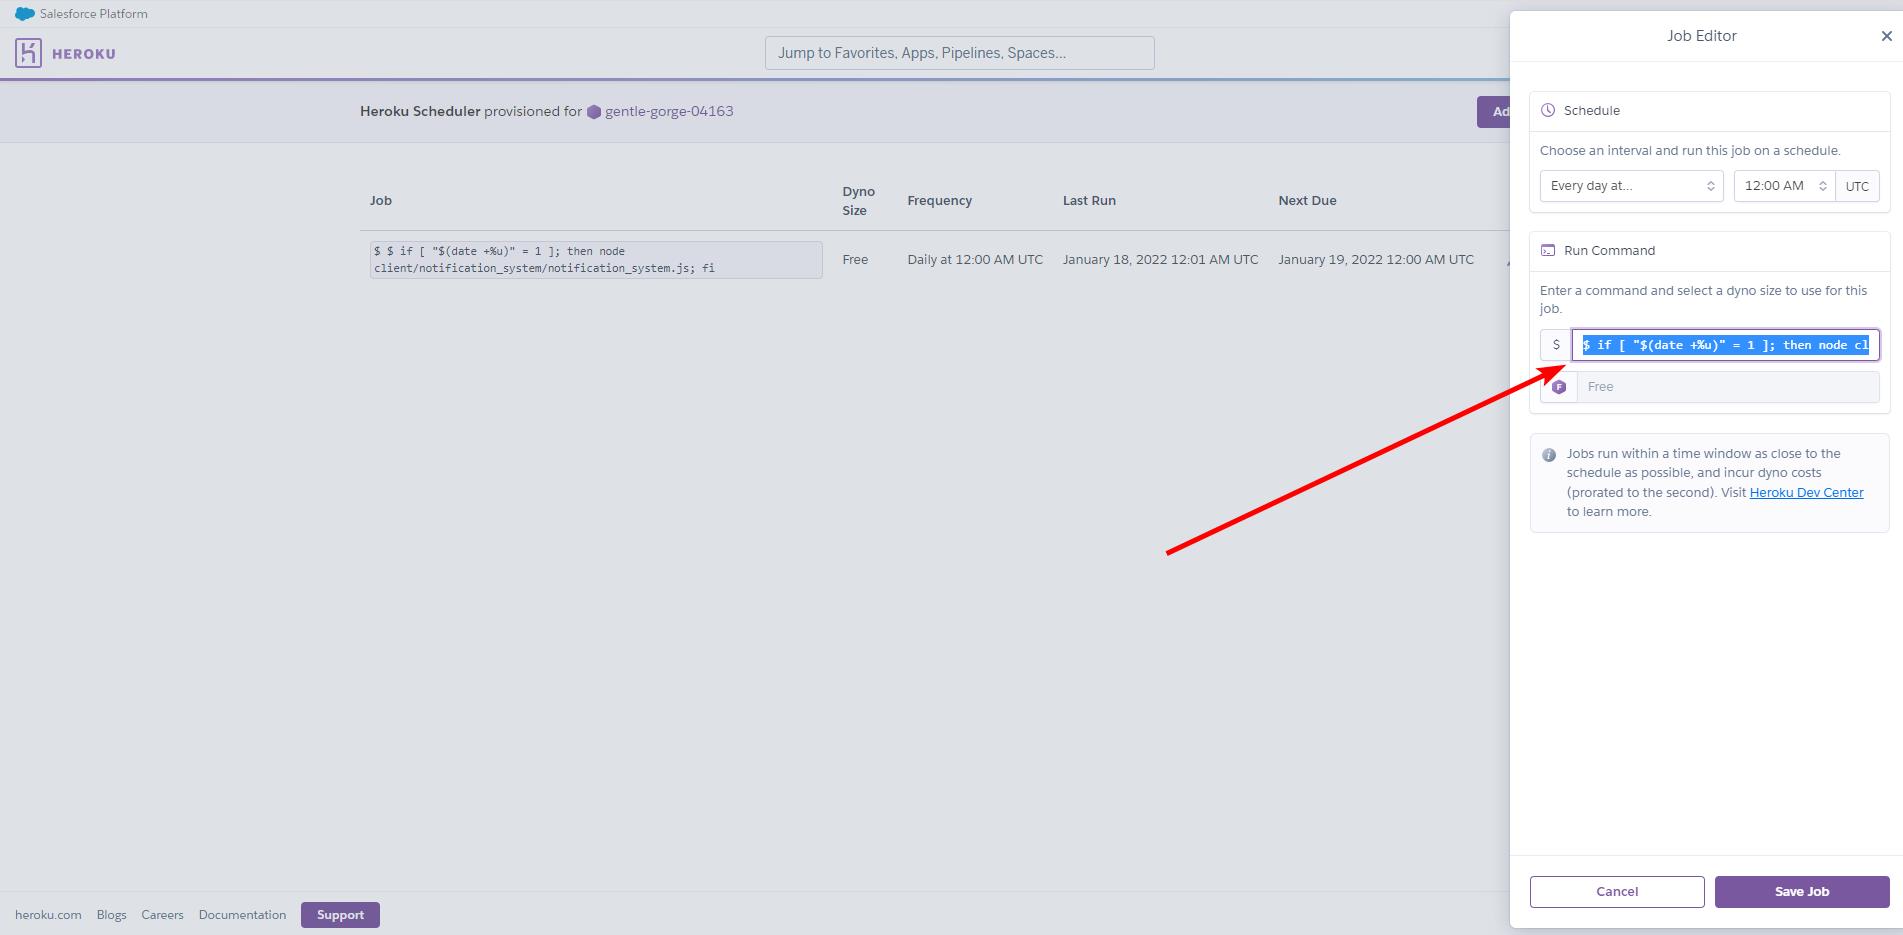 Salesforce Platform
HEROKU
Jump to Favorites, Apps, Pipelines, Spaces...
Heroku Scheduler provisioned for gentle-gorge-04163
Ad
Job
Dyno
Size
Frequency
Last Run
Next Due
$ $ if [ "$(date +%u)" = 1 ]; then node
client/notification_system/notification_system.js; fi
Free
Daily at 12:00 AM UTC
January 18, 2022 12:01 AM UTC
January 19, 2022 12:00 AM UTC
Job Editor
Schedule
Choose an interval and run this job on a schedule.
Every day at...
12:00 AM
UTC
Run Command
Enter a command and select a dyno size to use for this
job.
$
$ if [ "$(date +%u)" = 1 ]; then node cl
F
Free
Jobs run within a time window as close to the
schedule as possible, and incur dyno costs
(prorated to the second). Visit Heroku Dev Center
to learn more.
Cancel
Save Job
heroku.com
Blogs
Careers
Documentation
Support